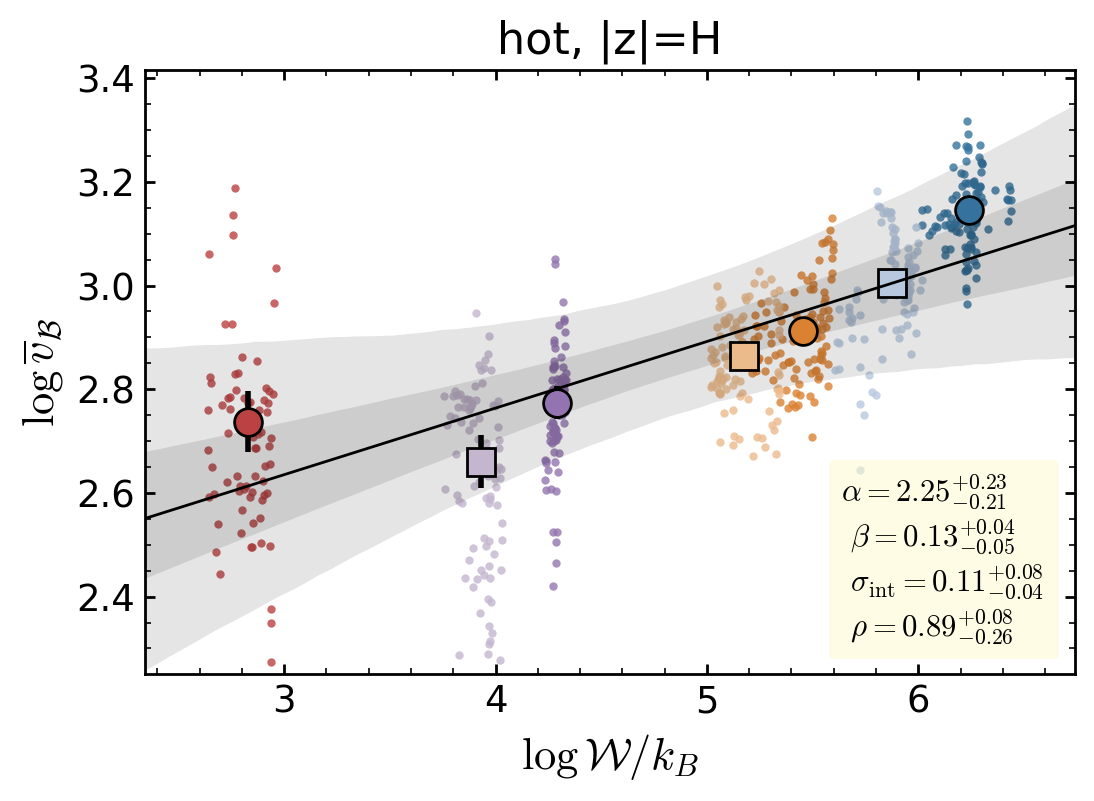 hot, |z|=H
log v̅_ℬ
3.4
3.2
3.0
2.8
2.6
2.4
α = 2.25^{+0.23}_{−0.21}
β = 0.13^{+0.04}_{−0.05}
σ_int = 0.11^{+0.08}_{−0.04}
ρ = 0.89^{+0.08}_{−0.26}
3 4 5 6
log 𝒲/k_B